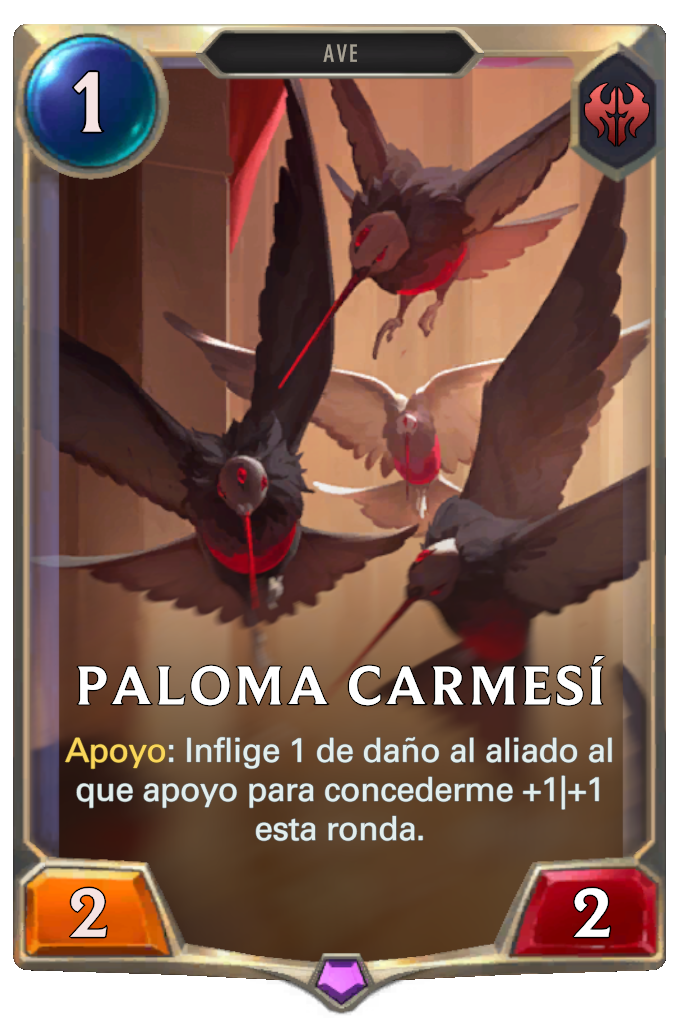 AVE
1
PALOMA CARMESÍ
Apoyo: Inflige 1 de daño al aliado al
que apoyo para concederme +1|+1
esta ronda.
2
2